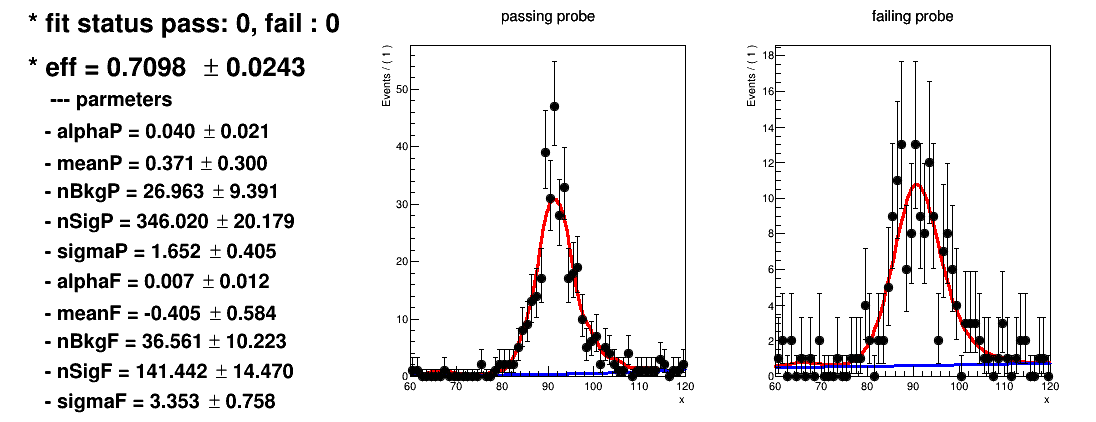 * fit status pass: 0, fail : 0
* eff = 0.7098 ± 0.0243
--- parmeters
- alphaP = 0.040 ± 0.021
- meanP = 0.371 ± 0.300
- nBkgP = 26.963 ± 9.391
- nSigP = 346.020 ± 20.179
- sigmaP = 1.652 ± 0.405
- alphaF = 0.007 ± 0.012
- meanF = -0.405 ± 0.584
- nBkgF = 36.561 ± 10.223
- nSigF = 141.442 ± 14.470
- sigmaF = 3.353 ± 0.758
passing probe
Events / ( 1 )
50
40
30
20
10
0
60 70 80 90 100 110 120
x
failing probe
Events / ( 1 )
18
16
14
12
10
8
6
4
2
0
60 70 80 90 100 110 120
x